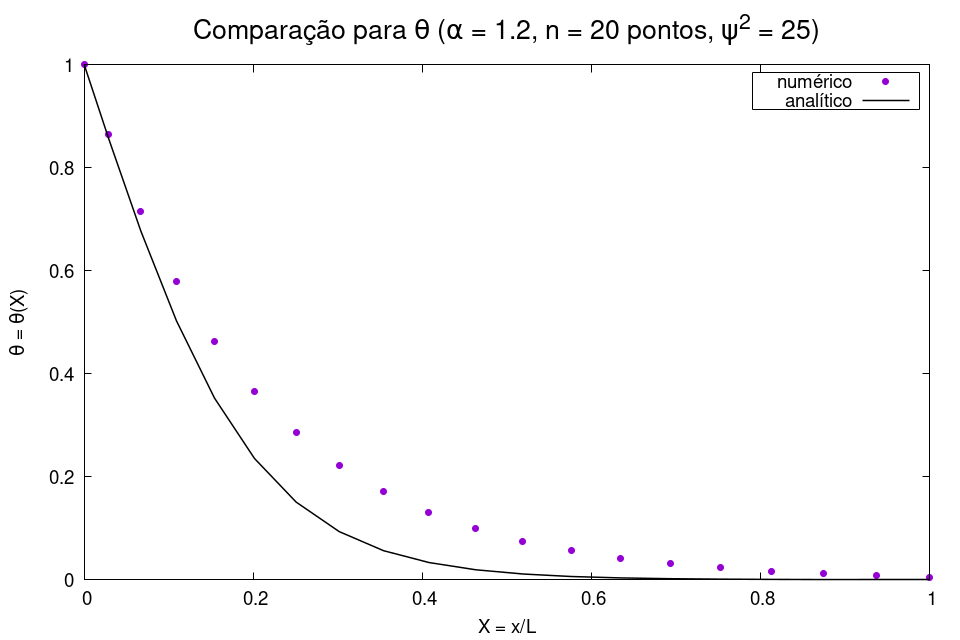 Comparação para θ (α = 1.2, n = 20 pontos, ψ² = 25)
numérico
analítico
1
0.8
0.6
0.4
0.2
0
θ = θ(X)
0 0.2 0.4 0.6 0.8 1
X = x/L